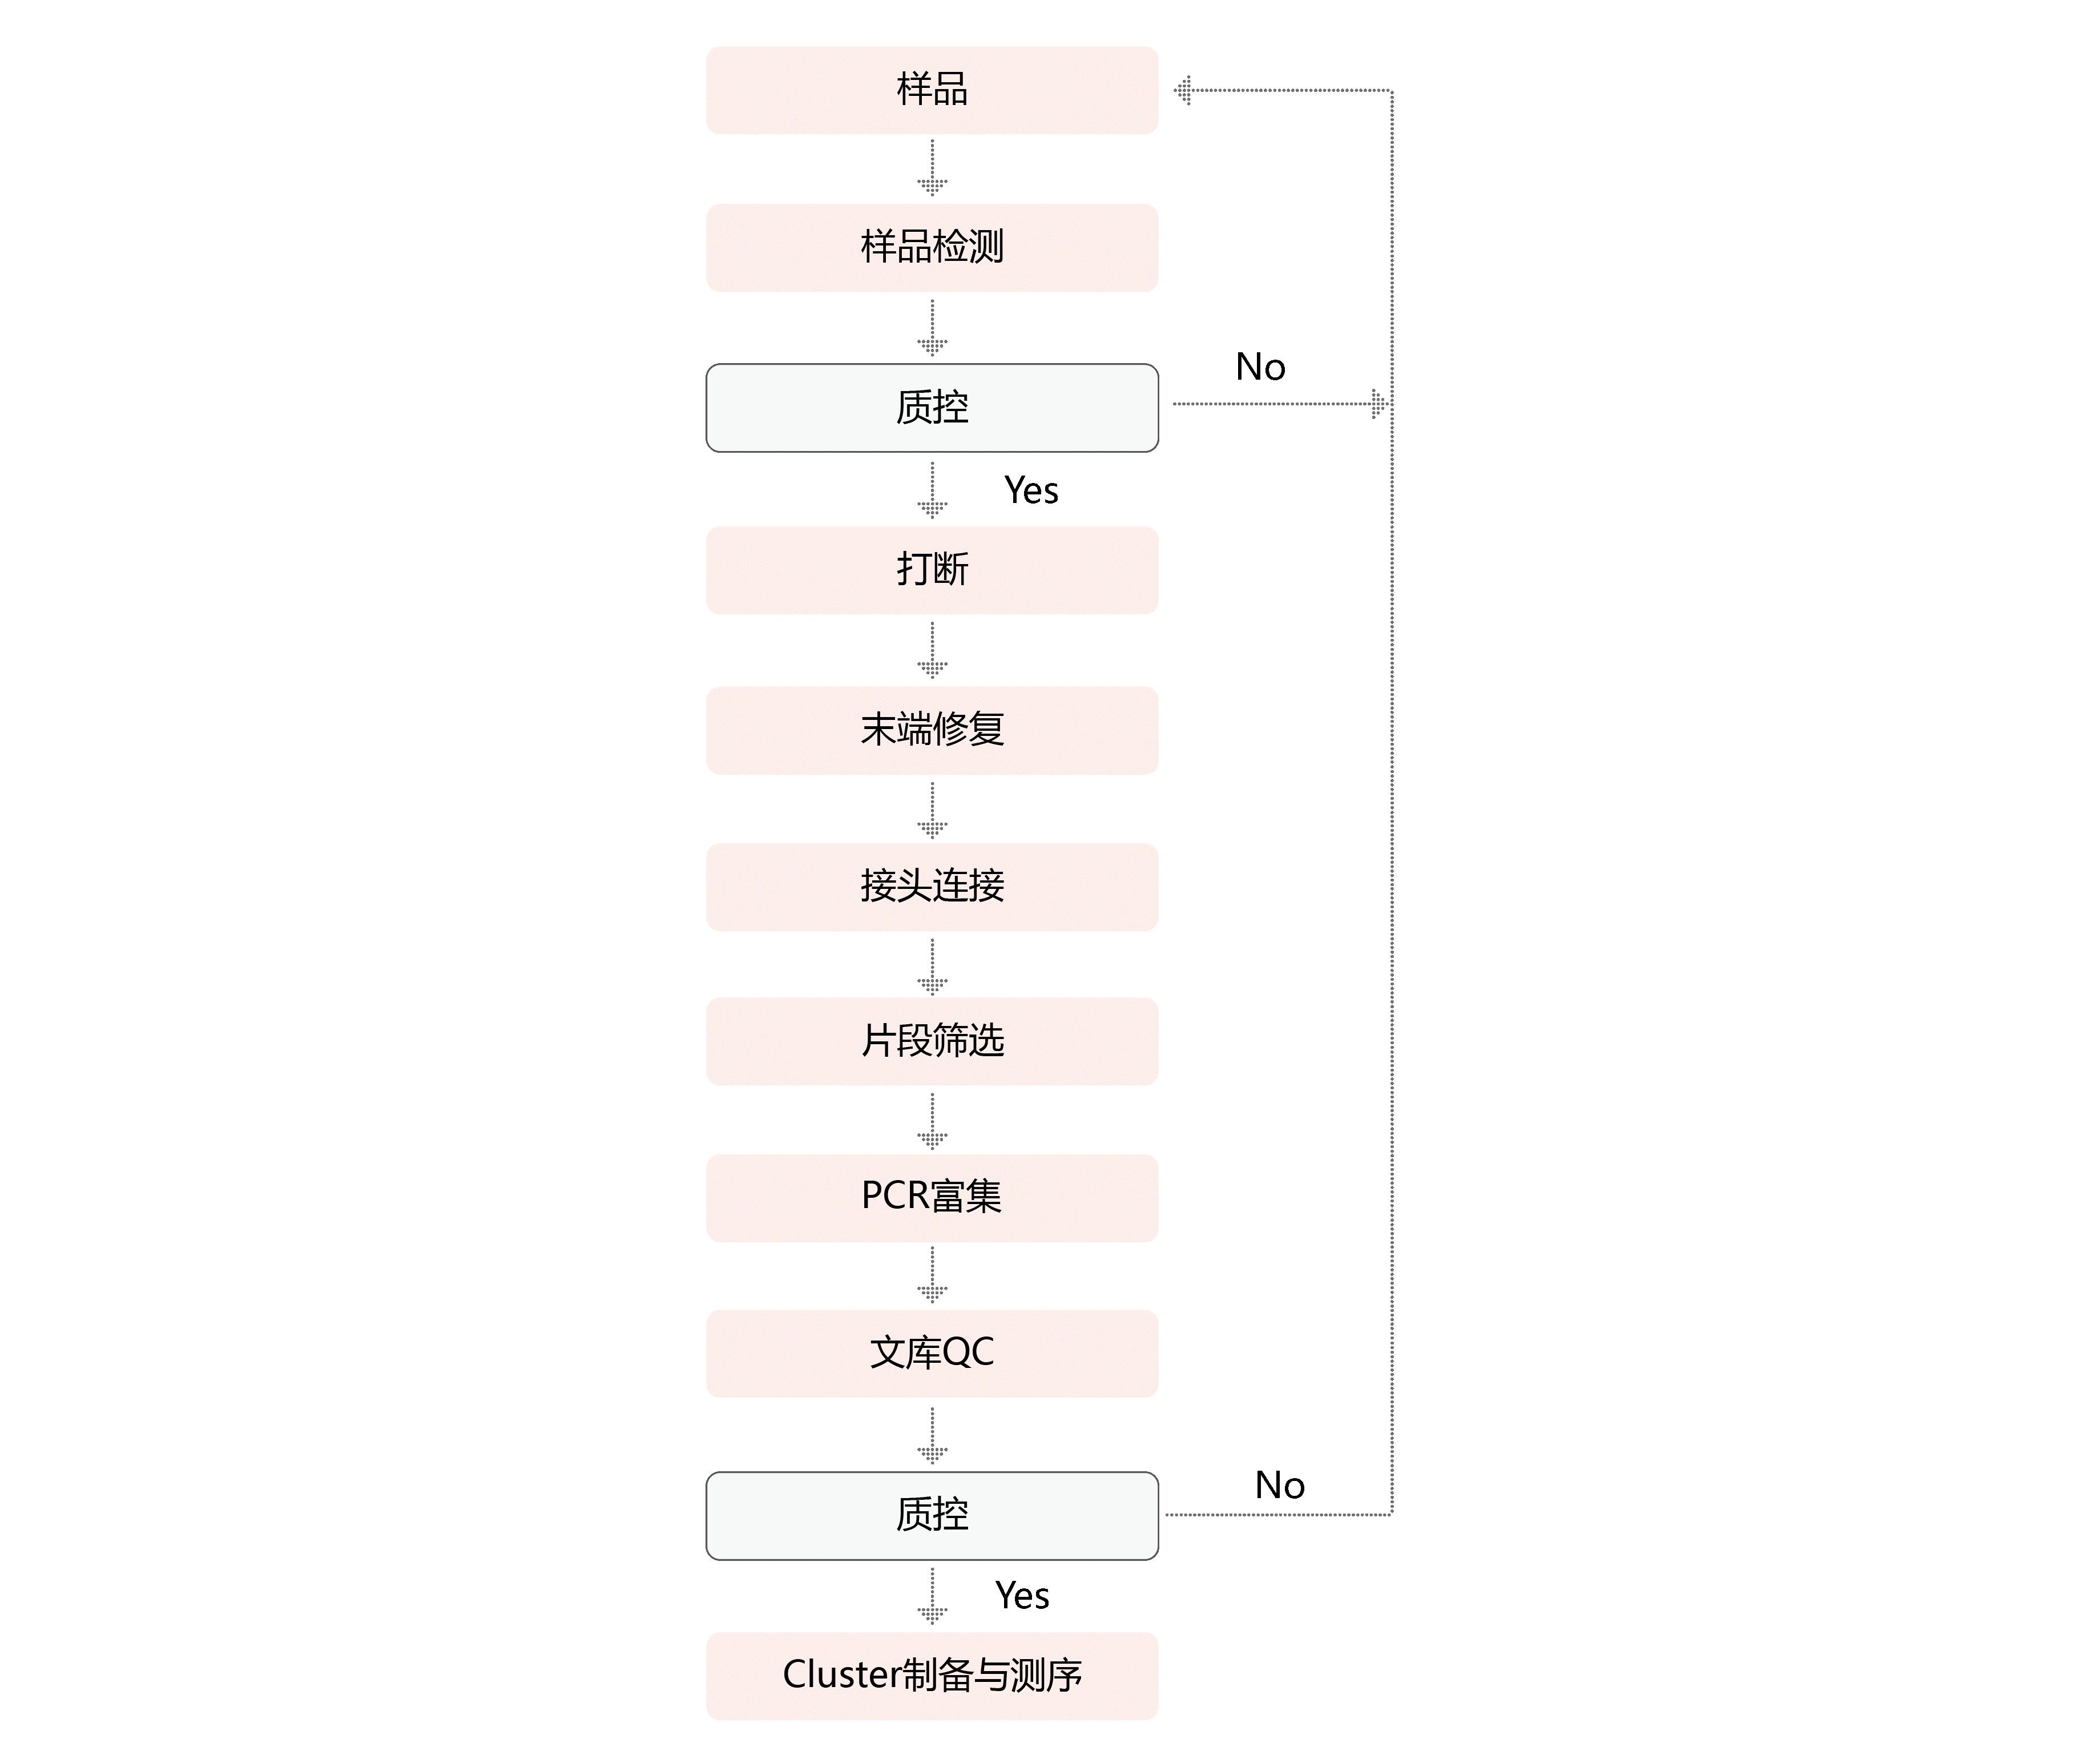 样品
样品检测
质控
No
Yes
打断
末端修复
接头连接
片段筛选
PCR富集
文库QC
质控
No
Yes
Cluster制备与测序